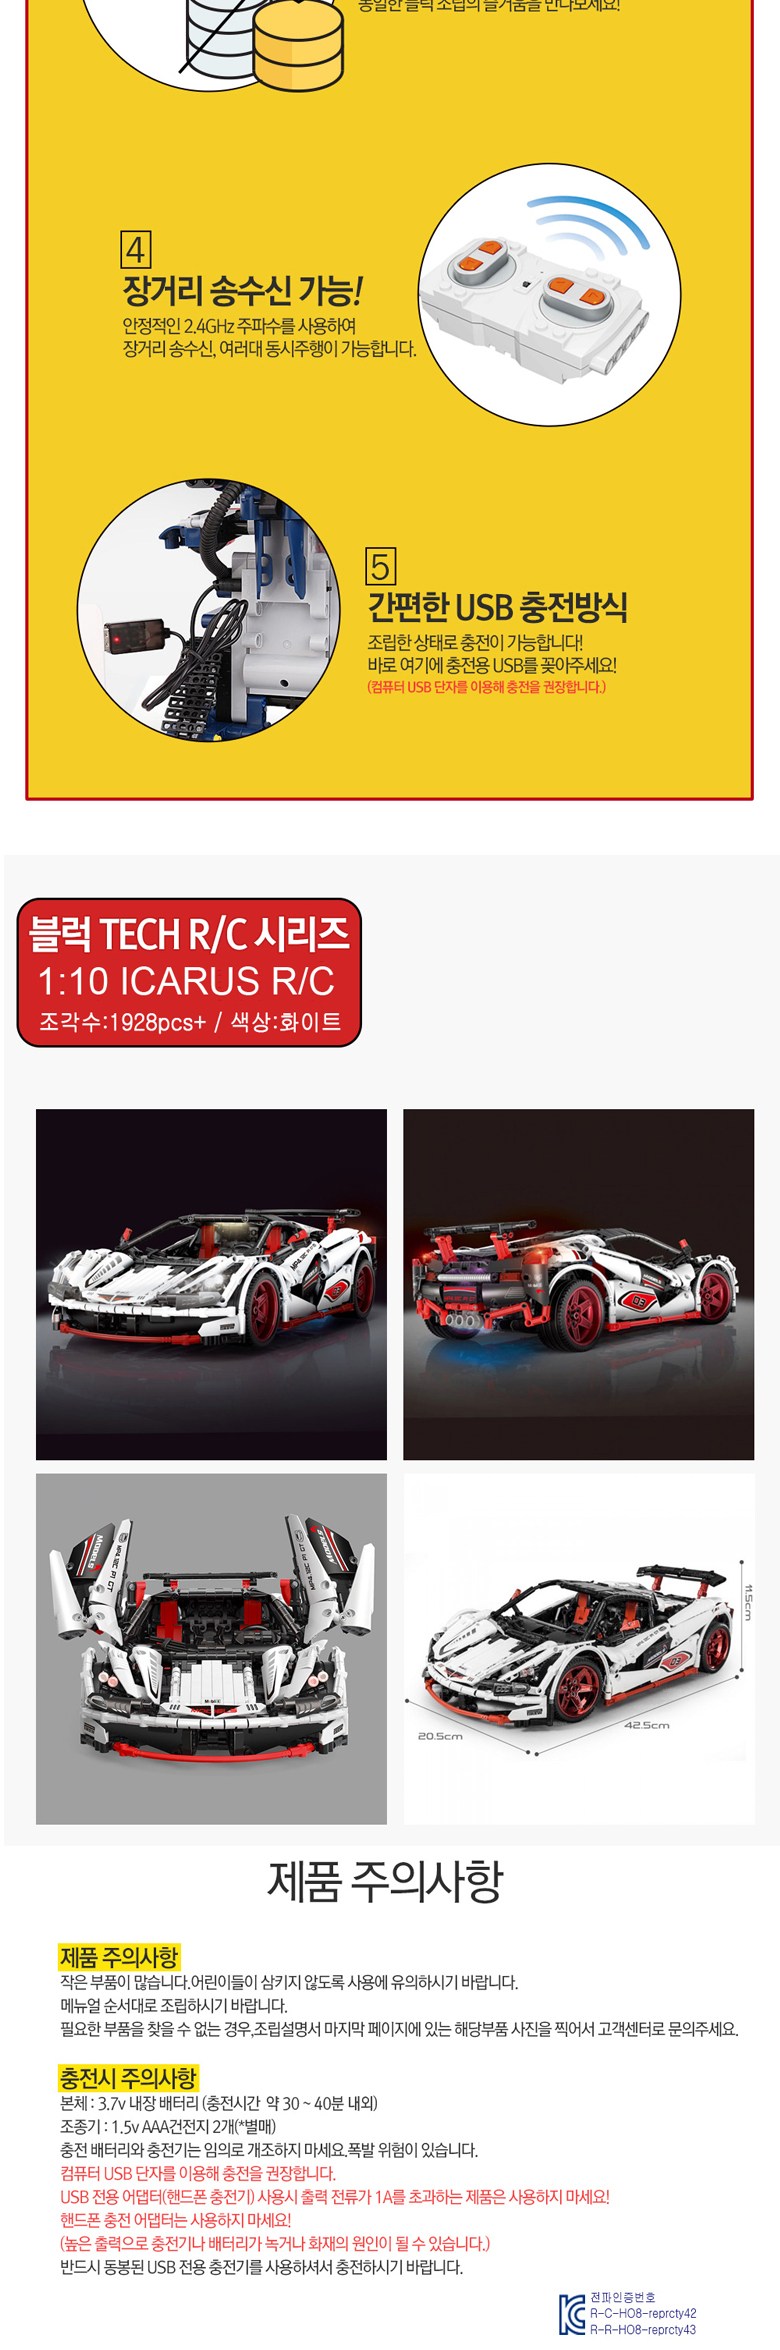 동일한 블럭 조립의 즐거움을 만나보세요!
4
장거리 송수신 가능!
안정적인 2.4GHz 주파수를 사용하여
장거리 송수신, 여러대 동시주행이 가능합니다.
5
간편한 USB 충전방식
조립한 상태로 충전이 가능합니다!
바로 여기에 충전용 USB를 꽂아주세요!
(컴퓨터 USB 단자를 이용해 충전을 권장합니다.)
블럭 TECH R/C 시리즈
1:10 ICARUS R/C
조각수:1928pcs+ / 색상:화이트
03
03
11.5cm
20.5cm
42.5cm
제품 주의사항
제품 주의사항
작은 부품이 많습니다.어린이들이 삼키지 않도록 사용에 유의하시기 바랍니다.
메뉴얼 순서대로 조립하시기 바랍니다.
필요한 부품을 찾을 수 없는 경우,조립설명서 마지막 페이지에 있는 해당부품 사진을 찍어서 고객센터로 문의주세요.
충전시 주의사항
본체 : 3.7v 내장 배터리 (충전시간 약 30 ~ 40분 내외)
조종기 : 1.5v AAA건전지 2개(*별매)
충전 배터리와 충전기는 임의로 개조하지 마세요.폭발 위험이 있습니다.
컴퓨터 USB 단자를 이용해 충전을 권장합니다.
USB 전용 어댑터(핸드폰 충전기) 사용시 출력 전류가 1A를 초과하는 제품은 사용하지 마세요!
핸드폰 충전 어댑터는 사용하지 마세요!
(높은 출력으로 충전기나 배터리가 녹거나 화재의 원인이 될 수 있습니다.)
반드시 동봉된 USB 전용 충전기를 사용하셔서 충전하시기 바랍니다.
전파인증번호
R-C-HO8-reprcty42
R-R-HO8-reprcty43